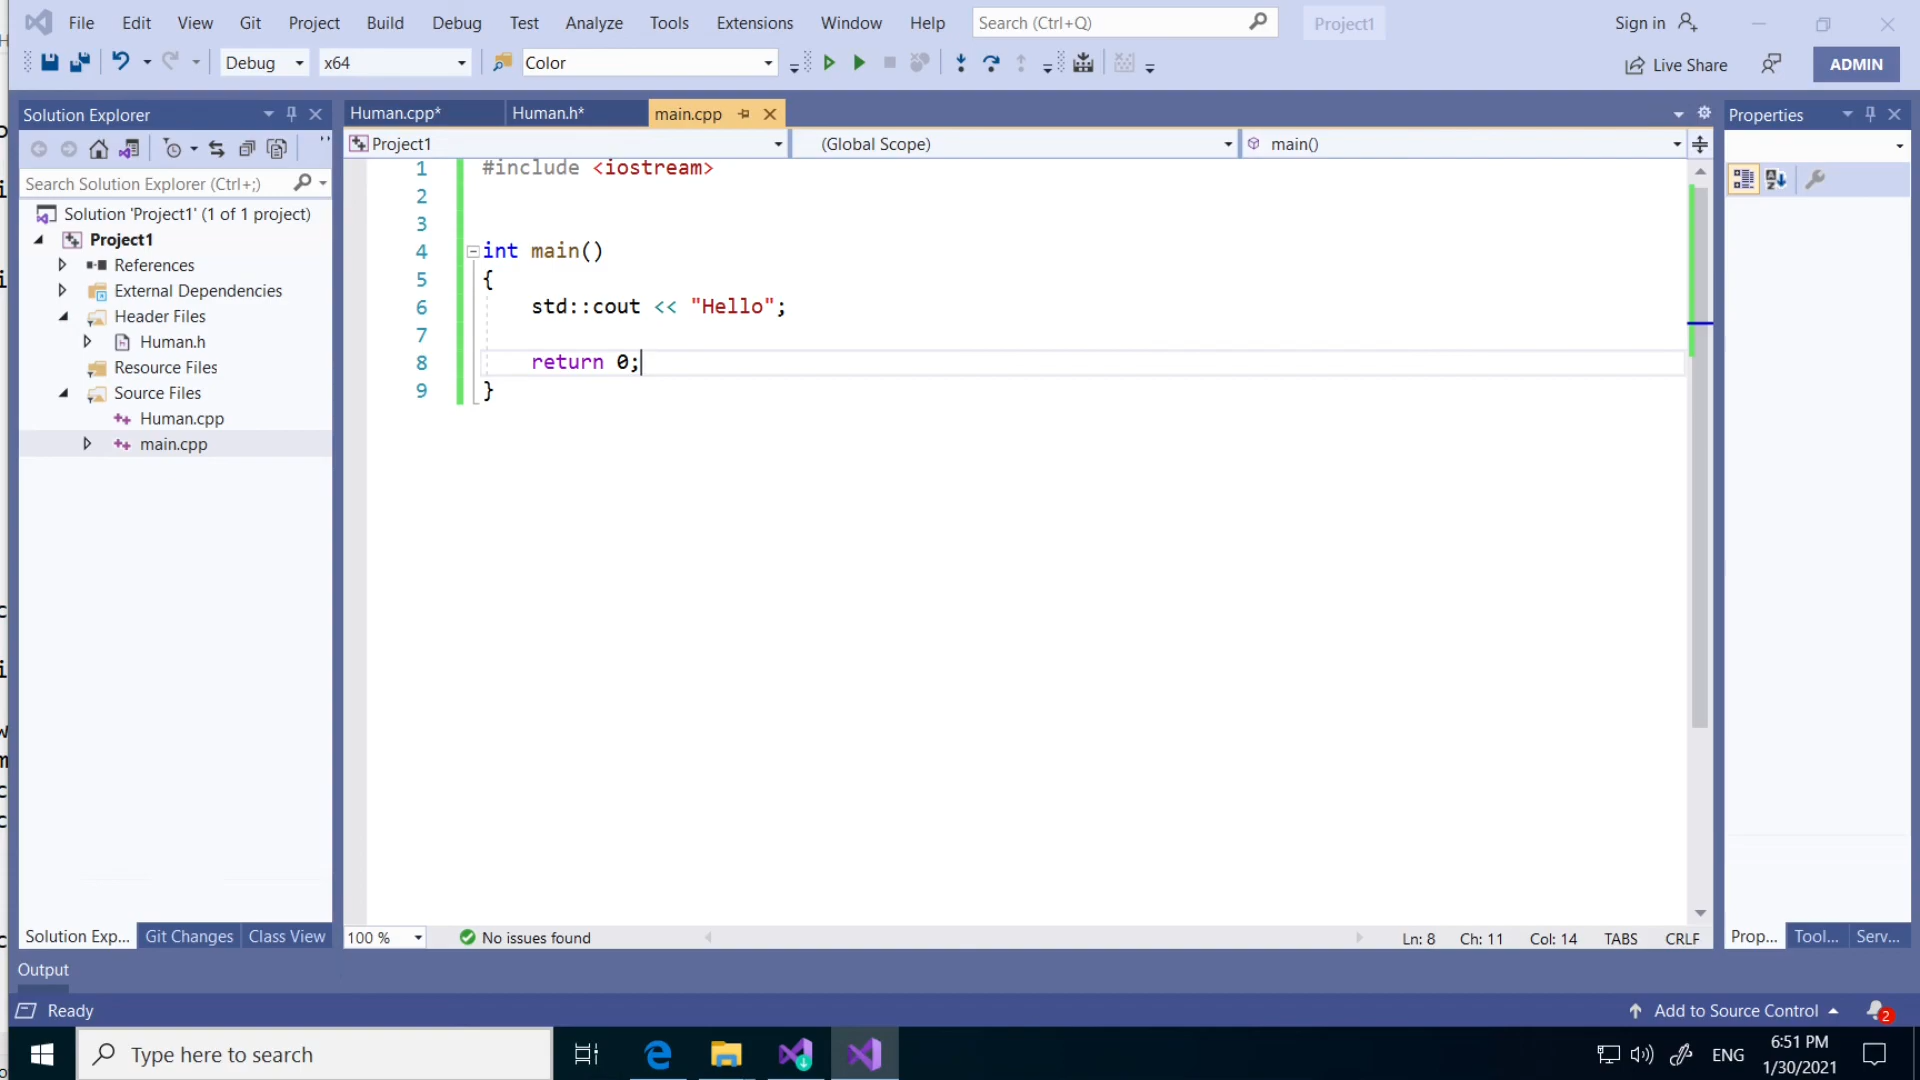 File Edit View Git Project Build Debug Test Analyze Tools Extensions Window Help Search (Ctrl+Q) Project1 Sign in
Debug x64 Color Live Share ADMIN
Solution Explorer
Human.cpp* Human.h* main.cpp
Properties
Project1 (Global Scope) main()
Search Solution Explorer (Ctrl+;)
Solution 'Project1' (1 of 1 project)
Project1
References
External Dependencies
Header Files
Human.h
Resource Files
Source Files
Human.cpp
main.cpp
1 #include <iostream>
2
3
4 int main()
5 {
6 std::cout << "Hello";
7
8 return 0;
9 }
Solution Exp... Git Changes Class View
100 % No issues found Ln: 8 Ch: 11 Col: 14 TABS CRLF
Prop... Tool... Serv...
Output
Ready Add to Source Control 2
Type here to search ENG 6:51 PM
1/30/2021